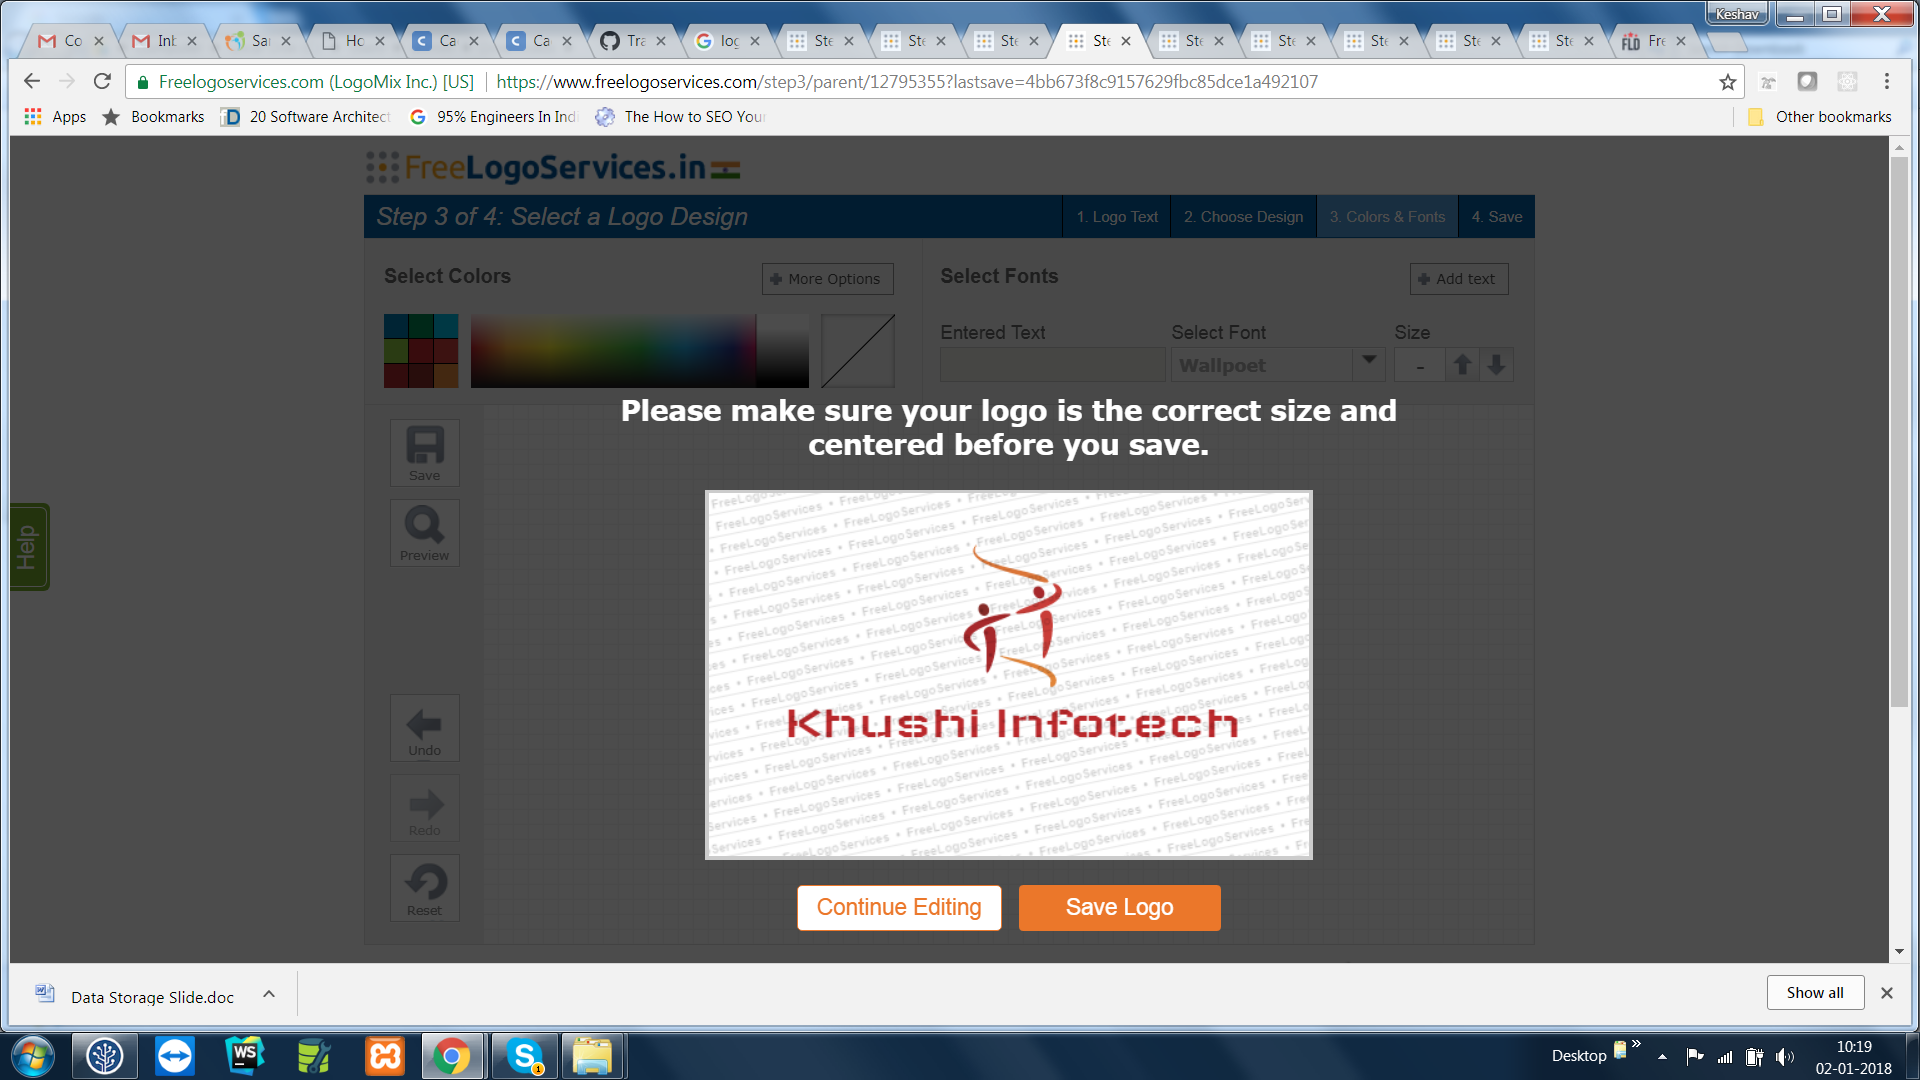 Keshav
Co
Inb
Sa
Ho
Ca
Ca
Tra
log
Ste
Ste
Ste
Ste
Ste
Ste
Ste
Ste
Ste
FLD Fre
Freelogoservices.com (LogoMix Inc.) [US] https://www.freelogoservices.com/step3/parent/12795355?lastsave=4bb673f8c9157629fbc85dce1a492107
Apps Bookmarks 20 Software Architect 95% Engineers In Indi The How to SEO Your Other bookmarks
FreeLogoServices.in
Step 3 of 4: Select a Logo Design 1. Logo Text 2. Choose Design 3. Colors & Fonts 4. Save
Select Colors More Options Select Fonts Add text
Entered Text Select Font Size
Wallpoet -
Please make sure your logo is the correct size and
centered before you save.
Save
Preview
Help
FreeLogoServices • FreeLogoServices • FreeLogoServices
Khushi Infotech
Undo
Redo
Reset
Continue Editing Save Logo
Data Storage Slide.doc Show all
WS
Desktop 10:19
02-01-2018